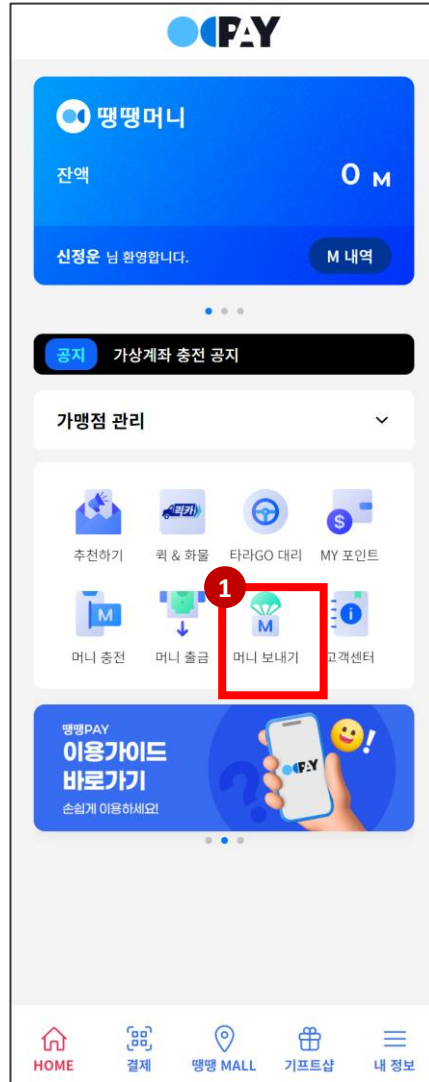 PAY
땡땡머니
잔액
0 M
신정운 님 환영합니다.
M 내역
공지 가상계좌 충전 공지
가맹점 관리
퀵카
추천하기 퀵 & 화물 타라GO 대리 MY 포인트
1
M M
머니 충전 머니 출금 머니 보내기 고객센터
땡땡PAY
이용가이드
바로가기
손쉽게 이용하세요!
PAY
HOME 결제 땡땡 MALL 기프트샵 내 정보